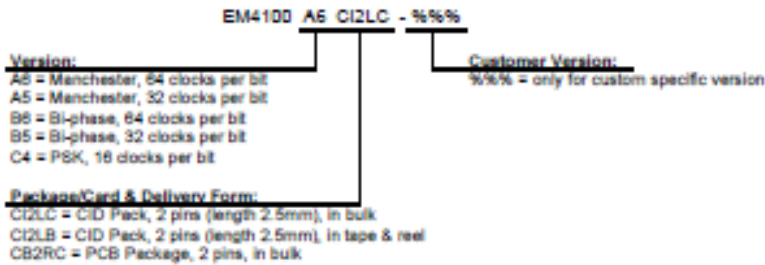 EM4100 A6 CI2LC - %%%
Version:
A6 = Manchester, 64 clocks per bit
A5 = Manchester, 32 clocks per bit
B6 = Bi-phase, 64 clocks per bit
B5 = Bi-phase, 32 clocks per bit
C4 = PSK, 16 clocks per bit
Customer Version:
%%% = only for custom specific version
Package/Card & Delivery Form:
CI2LC = CID Pack, 2 pins (length 2.5mm), in bulk
CI2LB = CID Pack, 2 pins (length 2.5mm), in tape & reel
CB2RC = PCB Package, 2 pins, in bulk